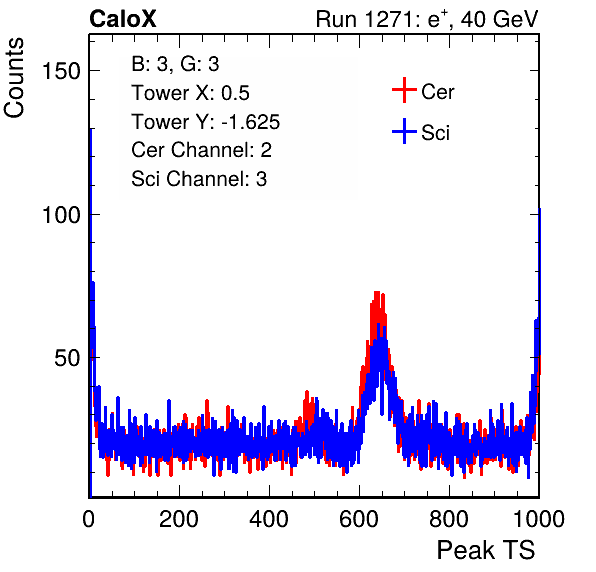 CaloX Run 1271: e⁺, 40 GeV
Counts
B: 3, G: 3
Tower X: 0.5
Tower Y: -1.625
Cer Channel: 2
Sci Channel: 3
Cer
Sci
150
100
50
0 200 400 600 800 1000
Peak TS